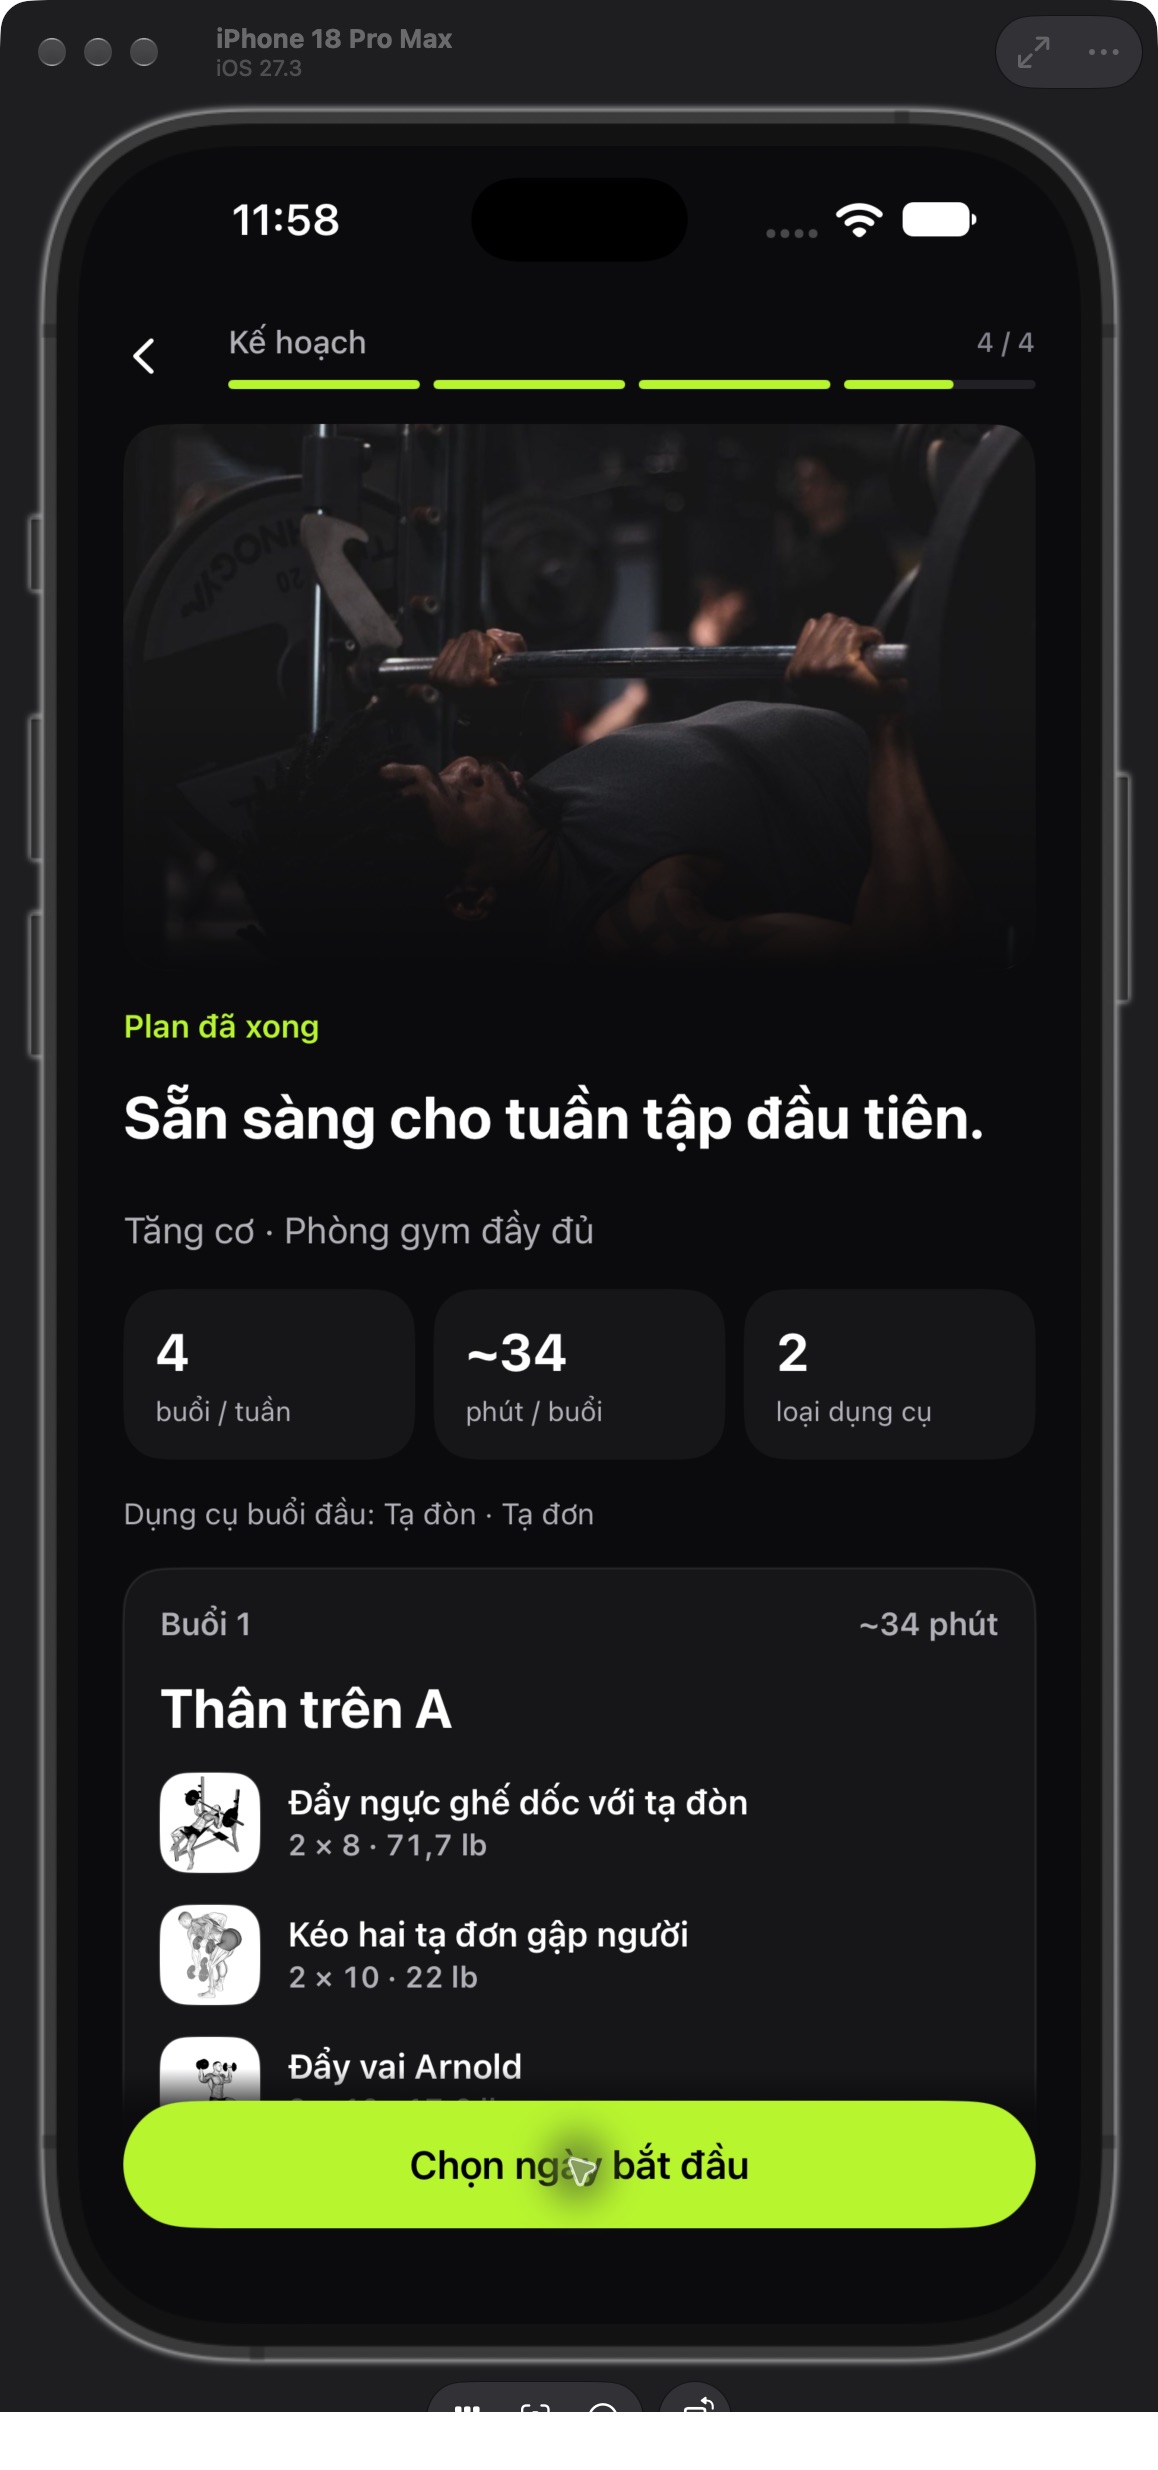 iPhone 18 Pro Max
iOS 27.3
11:58
Kế hoạch
4 / 4
20
Plan đã xong
Sẵn sàng cho tuần tập đầu tiên.
Tăng cơ · Phòng gym đầy đủ
4
buổi / tuần
~34
phút / buổi
2
loại dụng cụ
Dụng cụ buổi đầu: Tạ đòn · Tạ đơn
Buổi 1
~34 phút
Thân trên A
Đẩy ngực ghế dốc với tạ đòn
2 × 8 · 71,7 lb
Kéo hai tạ đơn gập người
2 × 10 · 22 lb
Đẩy vai Arnold
Chọn ngày bắt đầu